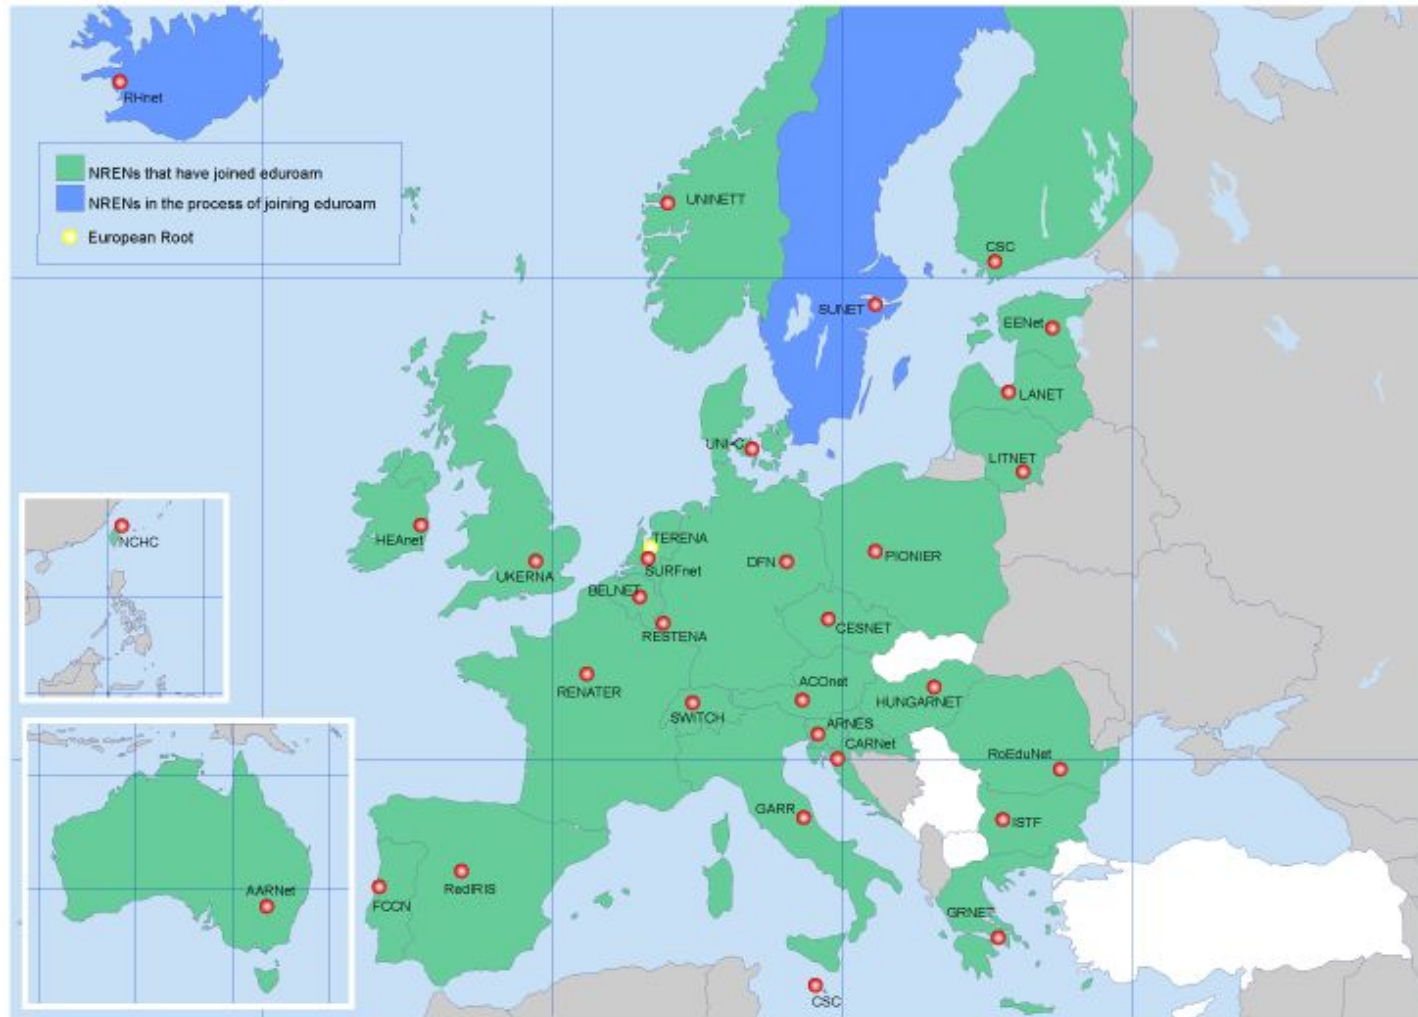 RHnet
NRENs that have joined eduroam
NRENs in the process of joining eduroam
European Root
UNINETT
CSC
SUNET
EENet
LANET
UNI-C
LITNET
NCHC
HEAnet
TERENA
UKERNA
SURFnet
DFN
PIONIER
BELNET
RESTENA
CESNET
RENATER
ACOnet
HUNGARNET
SWITCH
ARNES
CARNet
RoEduNet
GARR
ISTF
AARNet
RedIRIS
FCCN
GRNET
CSC